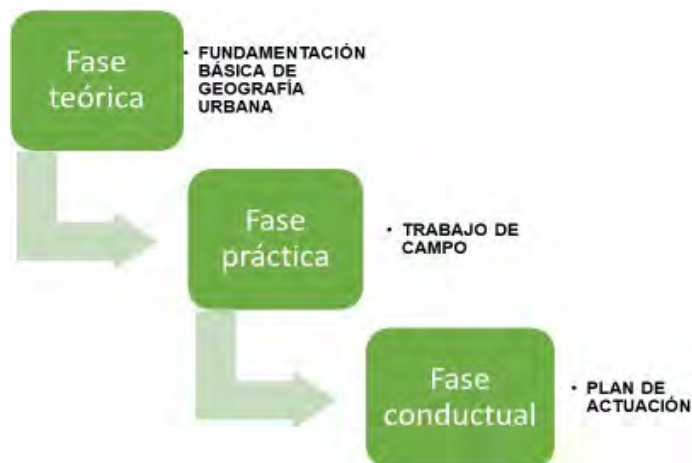 Fase
teórica
• FUNDAMENTACIÓN
BÁSICA DE
GEOGRAFÍA
URBANA
Fase
práctica
• TRABAJO DE
CAMPO
Fase
conductual
• PLAN DE
ACTUACIÓN